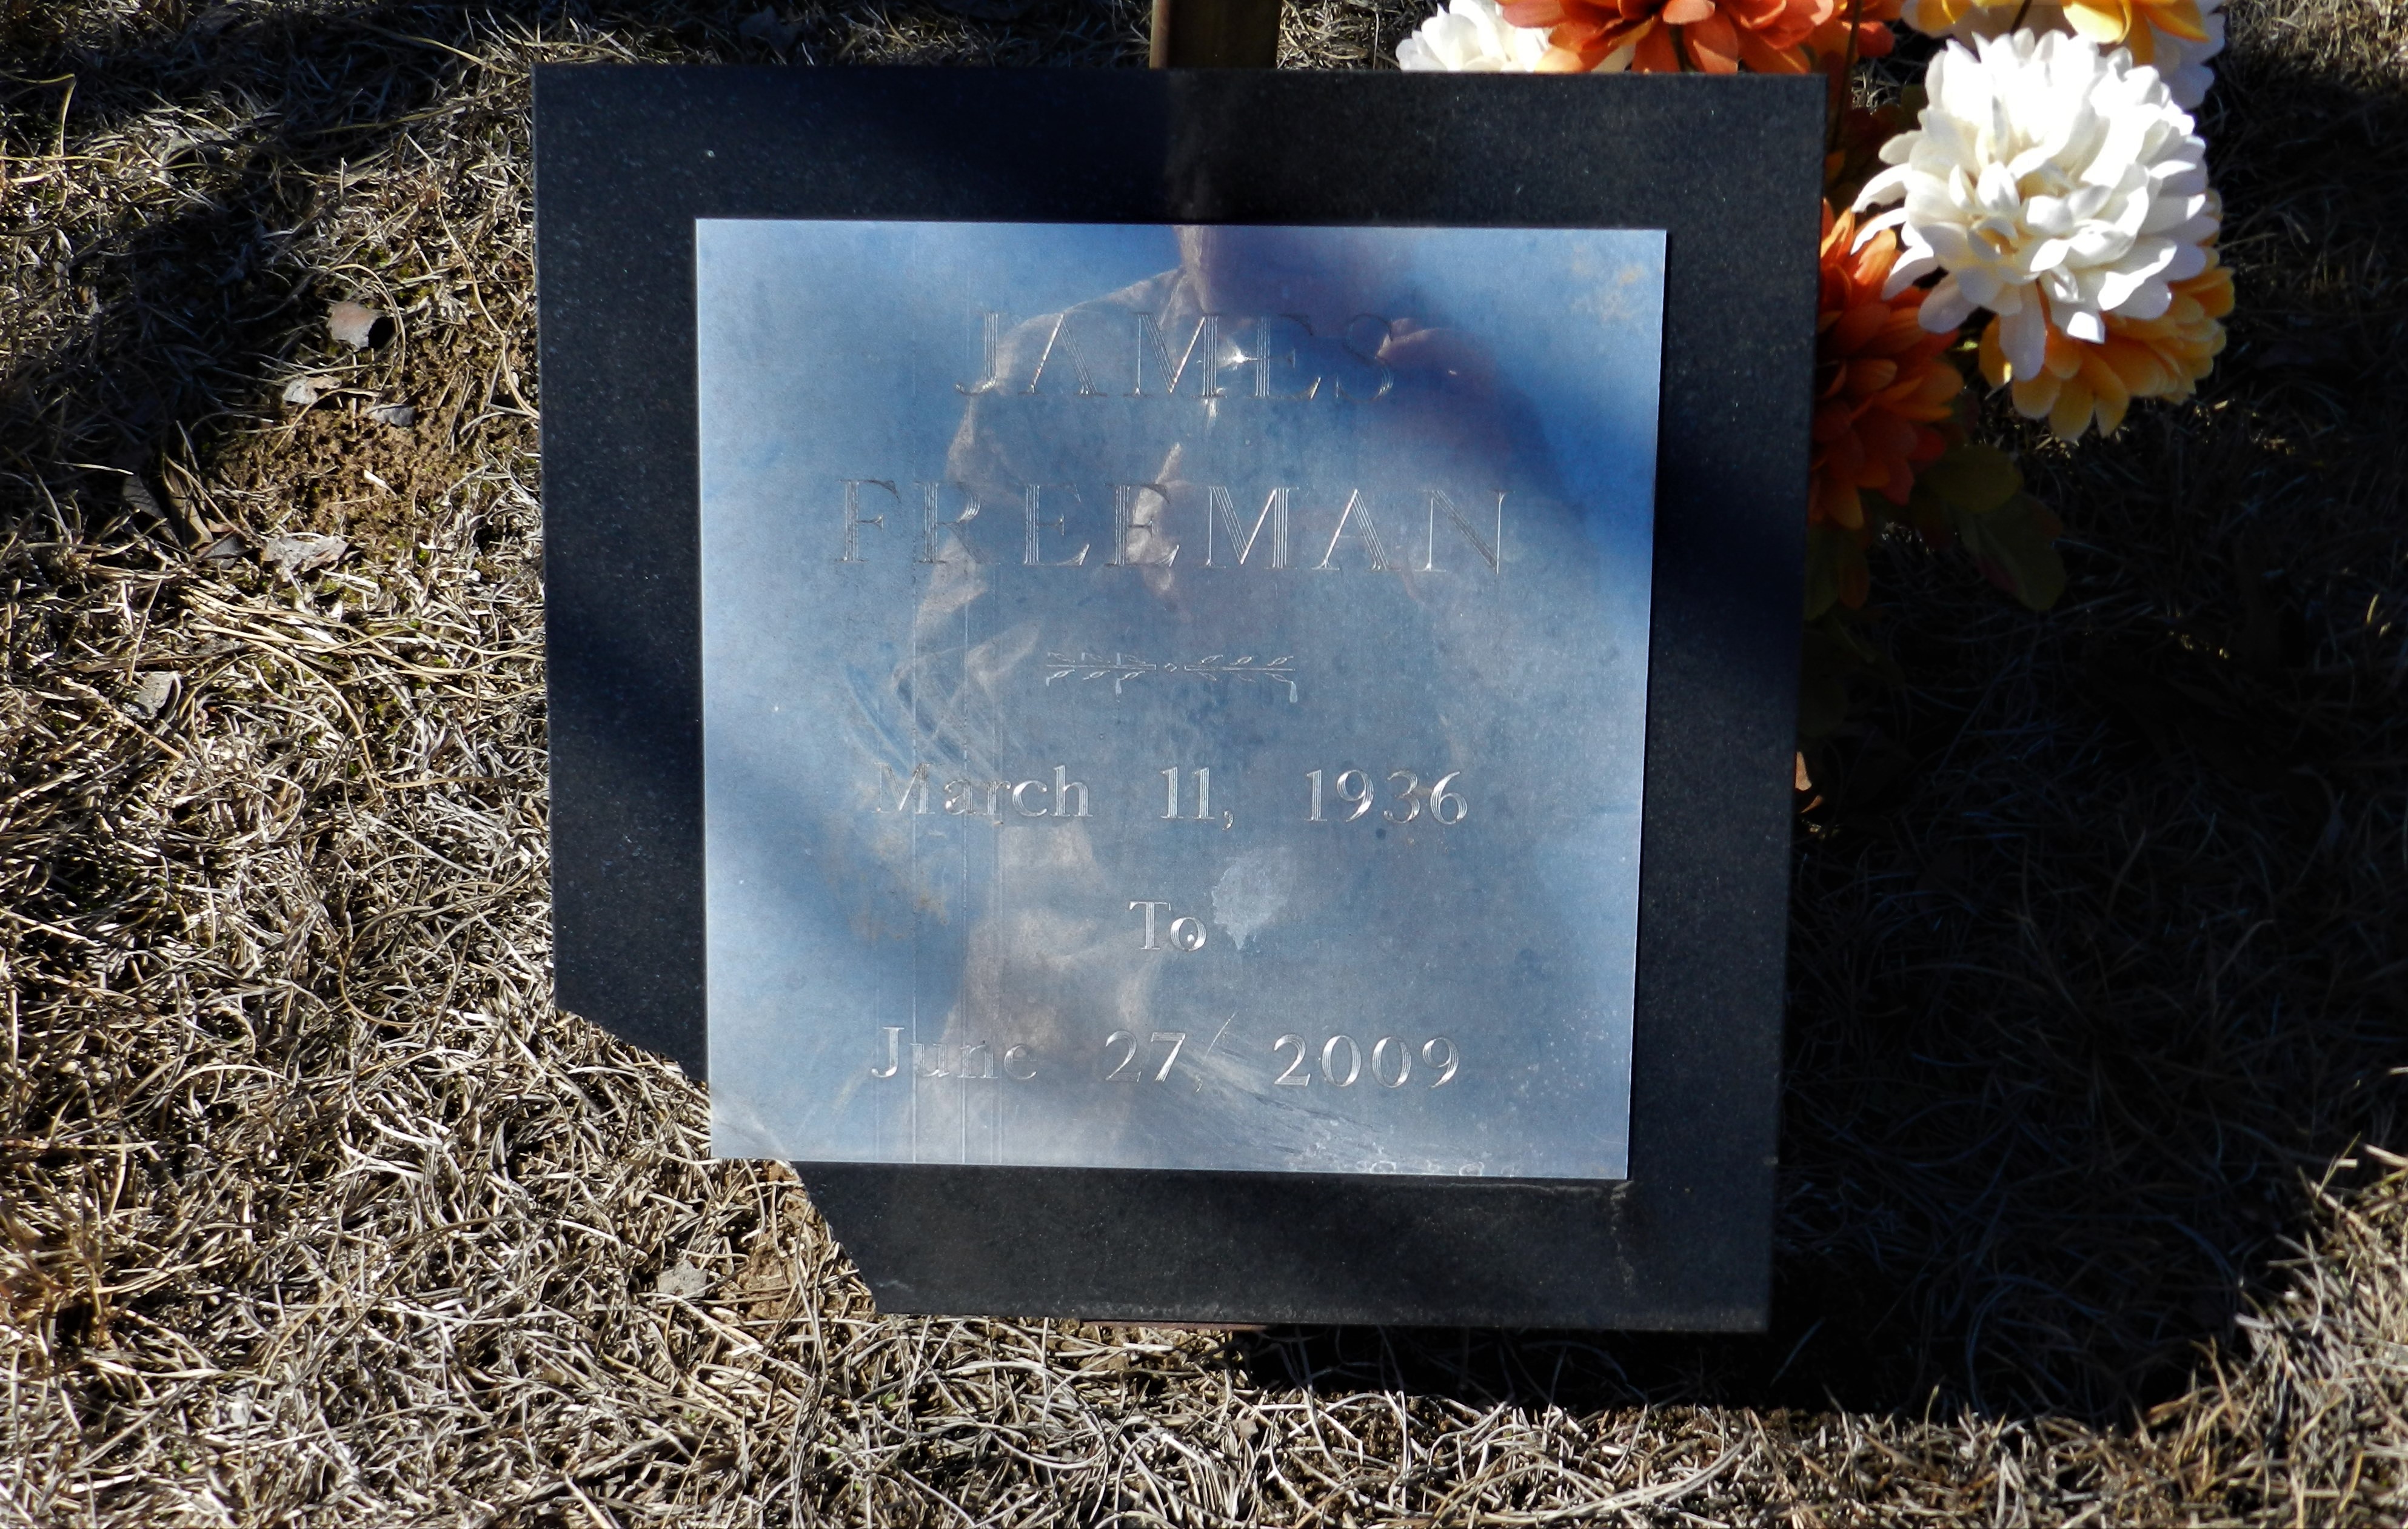 JAMES
FREEMAN
March 11, 1936
To
June 27, 2009